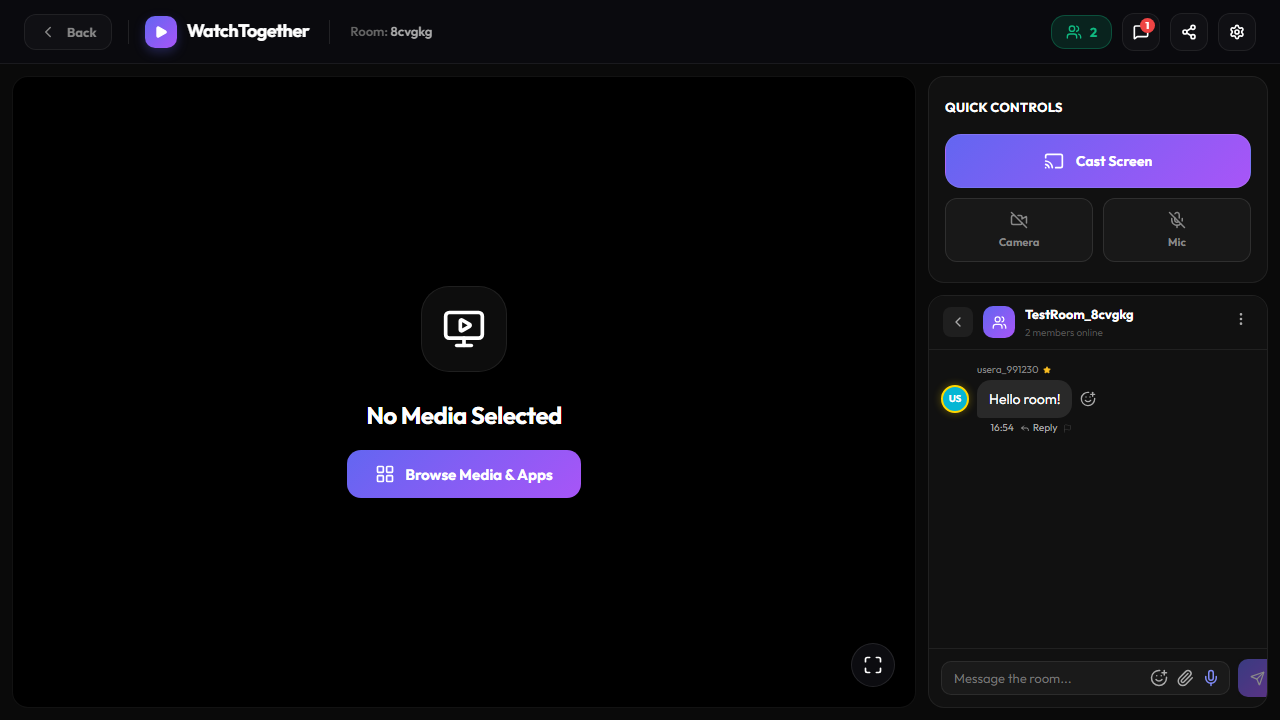 Back
WatchTogether
Room: 8cvgkg
2
1
QUICK CONTROLS
Cast Screen
Camera
Mic
No Media Selected
Browse Media & Apps
TestRoom_8cvgkg
2 members online
usera_991230
US
Hello room!
16:54
Reply
Message the room...